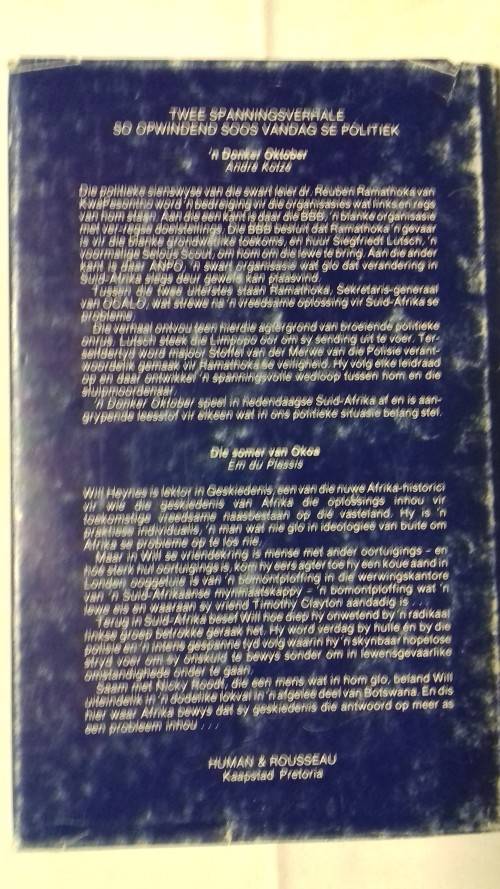 TWEE SPANNINGSVERHALE
SO OPWINDEND SOOS VANDAG SE POLITIEK
'n Donker Oktober
André Kotzé
Die politieke sienswyse van die swart leier dr. Reuben Ramathoka van
KwaPesontho word 'n bedreiging vir die organisasies wat links en regs
van hom staan. Aan die een kant is daar die BBB, 'n blanke organisasie
met ver-regse doelstellings. Die BBB besluit dat Ramathoka 'n gevaar
is vir die blanke grondwetlike toekoms, en huur Siegfried Lutsch, 'n
voormalige Selous Scout, om hom om die lewe te bring. Aan die ander
kant is daar ANPO, 'n swart organisasie wat glo dat verandering in
Suid-Afrika slegs deur geweld kan plaasvind.
Tussen die twee uiterstes staan Ramathoka, Sekretaris-generaal
van OCALO, wat strewe na 'n vreedsame oplossing vir Suid-Afrika se
probleme.
Die verhaal ontvou teen hierdie agtergrond van broeiende politieke
onrus. Lutsch steek die Limpopo oor om sy sending uit te voer. Ter-
selfdertyd word majoor Stoffel van der Merwe van die Polisie verant-
woordelik gemaak vir Ramathoka se veiligheid. Hy volg elke leidraad
op en daar ontwikkel 'n spanningsvolle wedloop tussen hom en die
sluipmoordenaar.
'n Donker Oktober speel in hedendaagse Suid-Afrika af en is aan-
grypende leesstof vir elkeen wat in ons politieke situasie belang stel.
Die somer van Okoa
Em du Plessis
Will Heyries is lektor in Geskiedenis, een van die nuwe Afrika-historici
vir wie die geskiedenis van Afrika die oplossings inhou vir
toekomstige vreedsame naasbestaan op dié vasteland. Hy is 'n
praktiese individualis, 'n man wat nie glo in ideologieë van buite om
Afrika se probleme op te los nie.
Maar in Will se vriendekring is mense met ander oortuigings – en
hoe sterk hul oortuigings is, kom hy eers agter toe hy een koue aand in
Londen ooggetuie is van 'n bomontploffing in die werwingskantore
van 'n Suid-Afrikaanse mynmaatskappy – 'n bomontploffing wat 'n
lewe eis en waaraan sy vriend Timothy Clayton aandadig is . . .
Terug in Suid-Afrika besef Will hoe diep hy onwetend by 'n radikaal
linkse groep betrokke geraak het. Hy word verdag by hulle én by die
polisie en 'n intens gespanne tyd volg waarin hy 'n skynbaar hopelose
stryd voer om sy onskuld te bewys sonder om in lewensgevaarlike
omstandighede onder te gaan.
Saam met Nicky Roodt, die een mens wat in hom glo, beland Will
uiteindelik in 'n dodelike lokval in 'n afgeleë deel van Botswana. En dis
hier waar Afrika bewys dat sy geskiedenis die antwoord op meer as
een probleem inhou . . .
HUMAN & ROUSSEAU
Kaapstad Pretoria